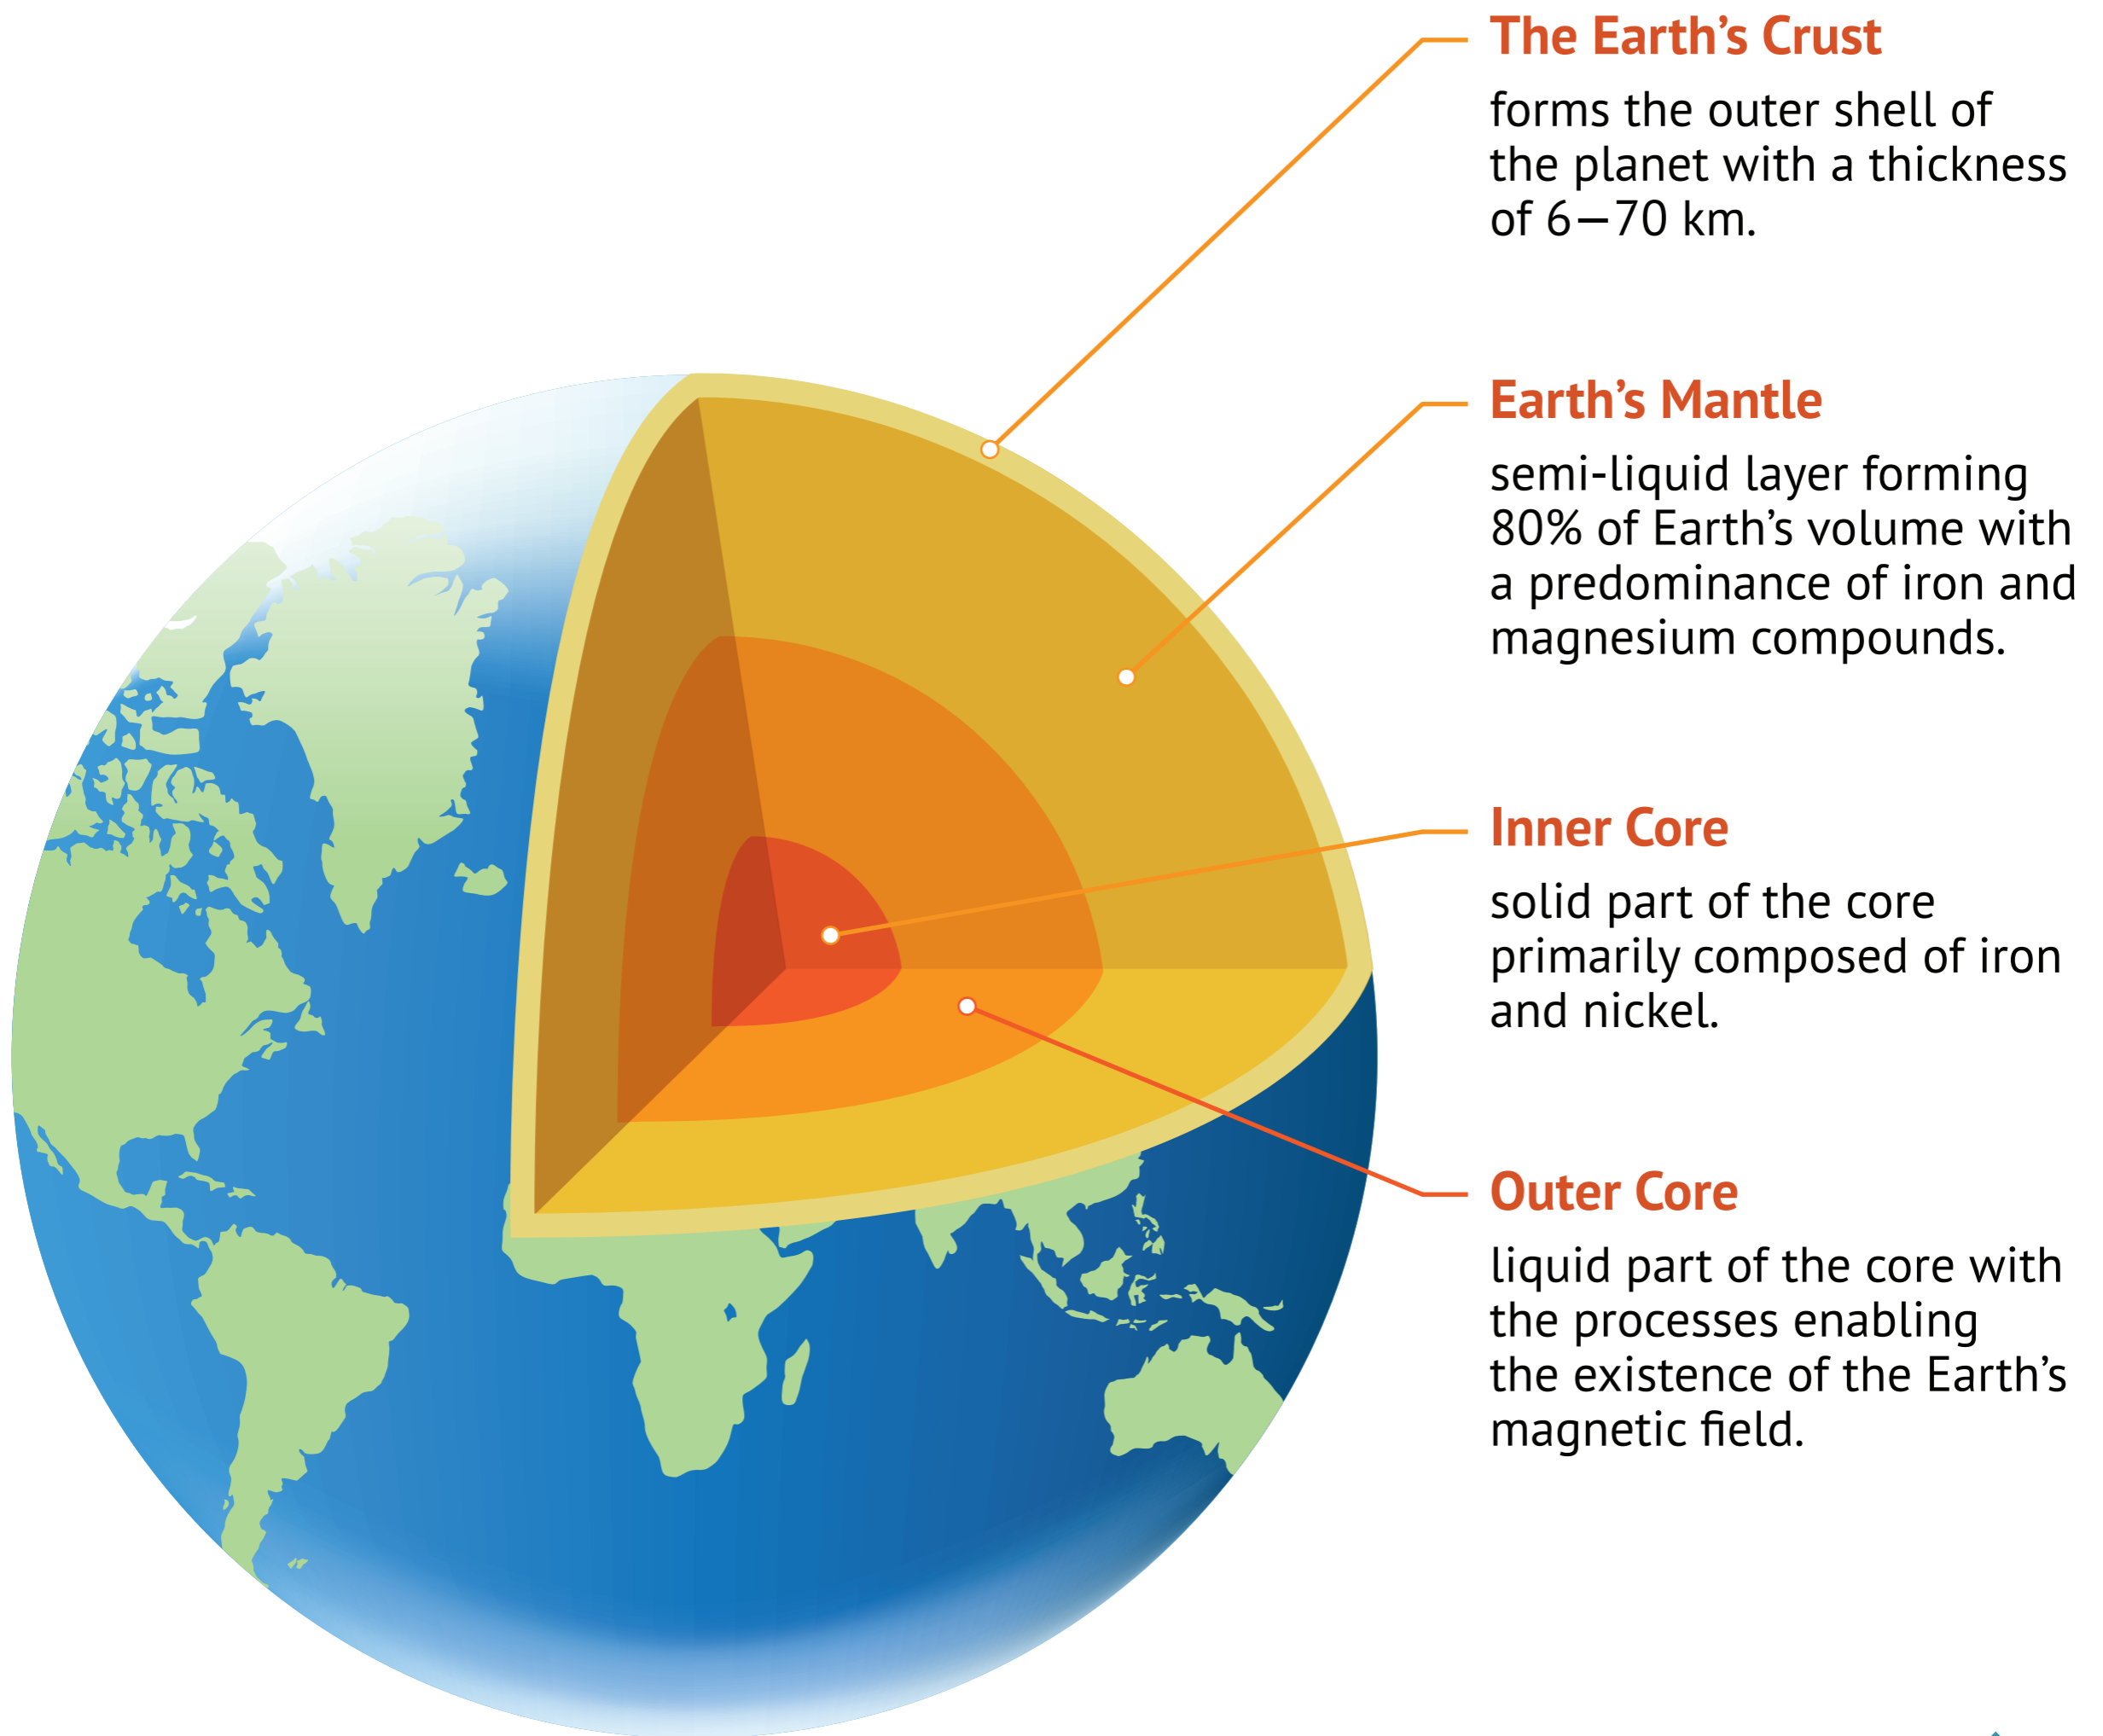 The Earth’s Crust
forms the outer shell of
the planet with a thickness
of 6—70 km.
Earth’s Mantle
semi-liquid layer forming
80% of Earth’s volume with
a predominance of iron and
magnesium compounds.
Inner Core
solid part of the core
primarily composed of iron
and nickel.
Outer Core
liquid part of the core with
the processes enabling
the existence of the Earth’s
magnetic field.